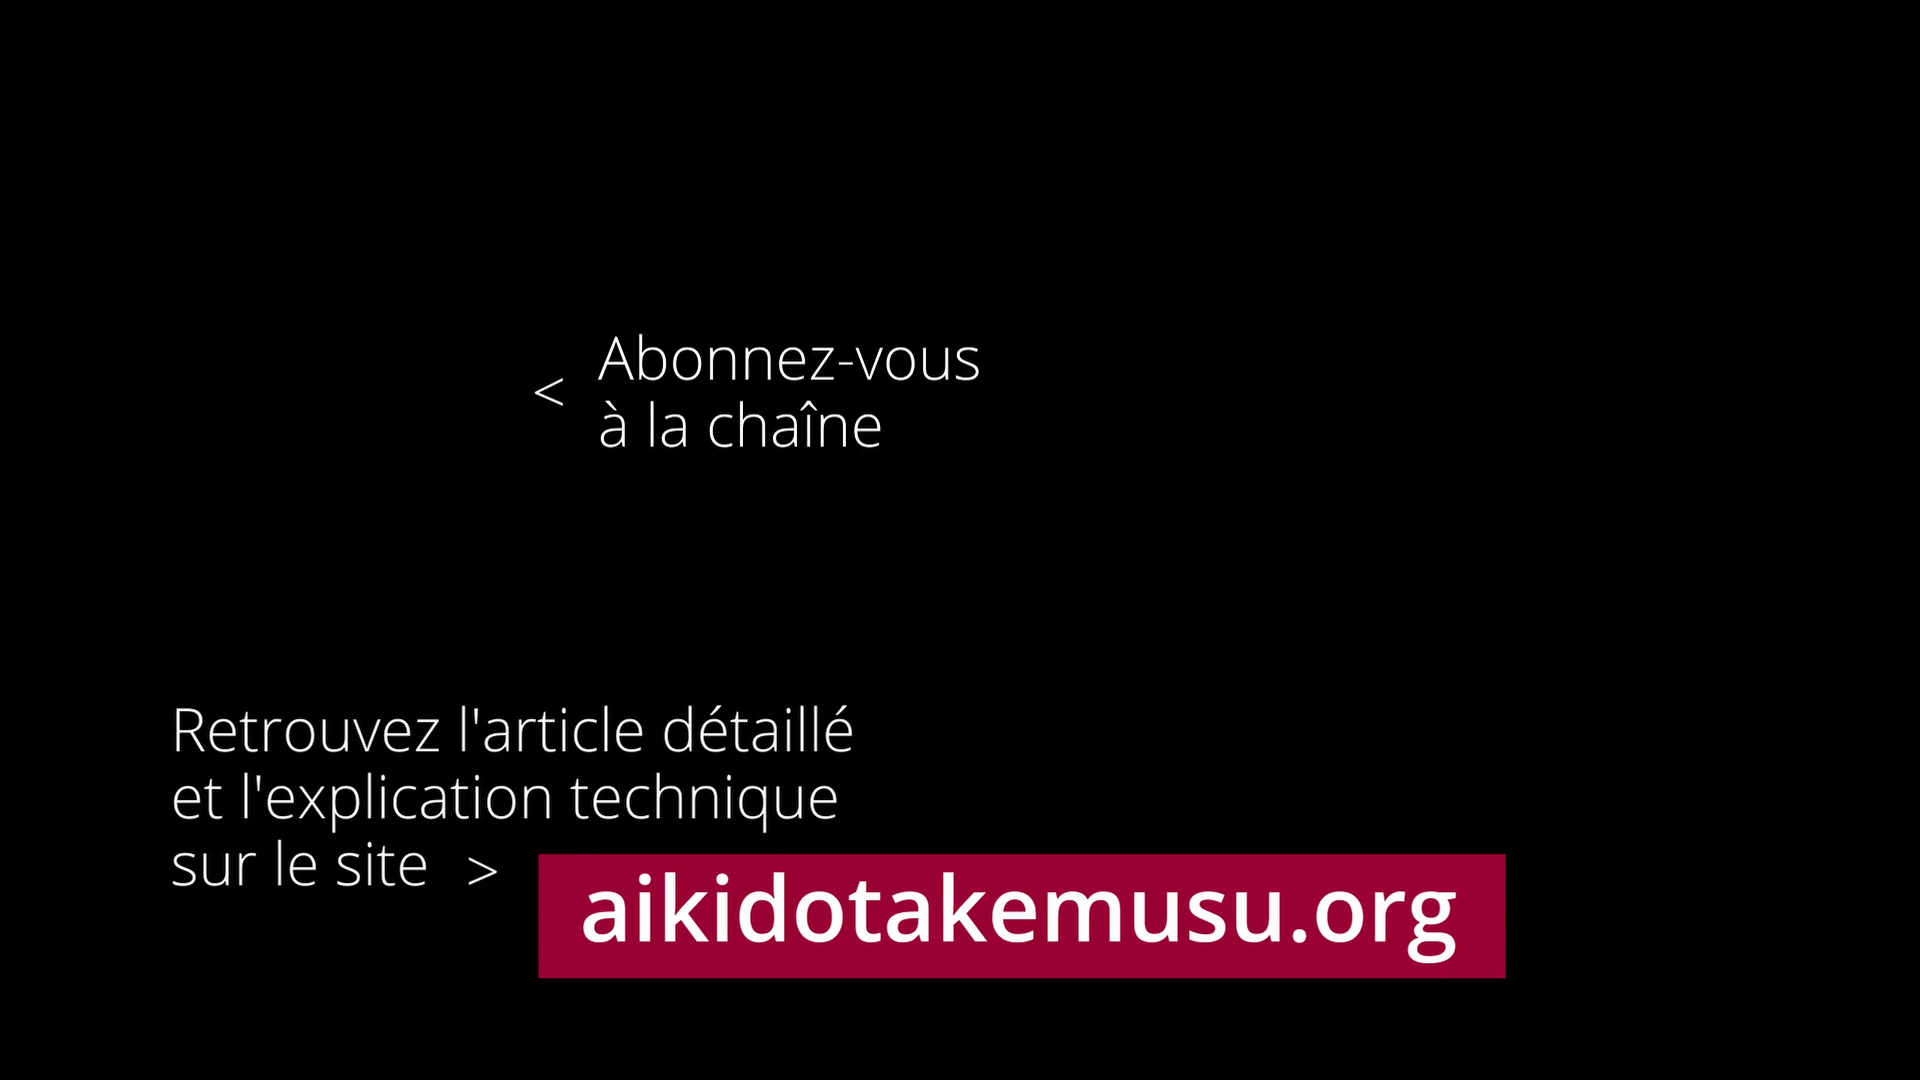 < Abonnez-vous
à la chaîne
Retrouvez l'article détaillé
et l'explication technique
sur le site >
aikidotakemusu.org